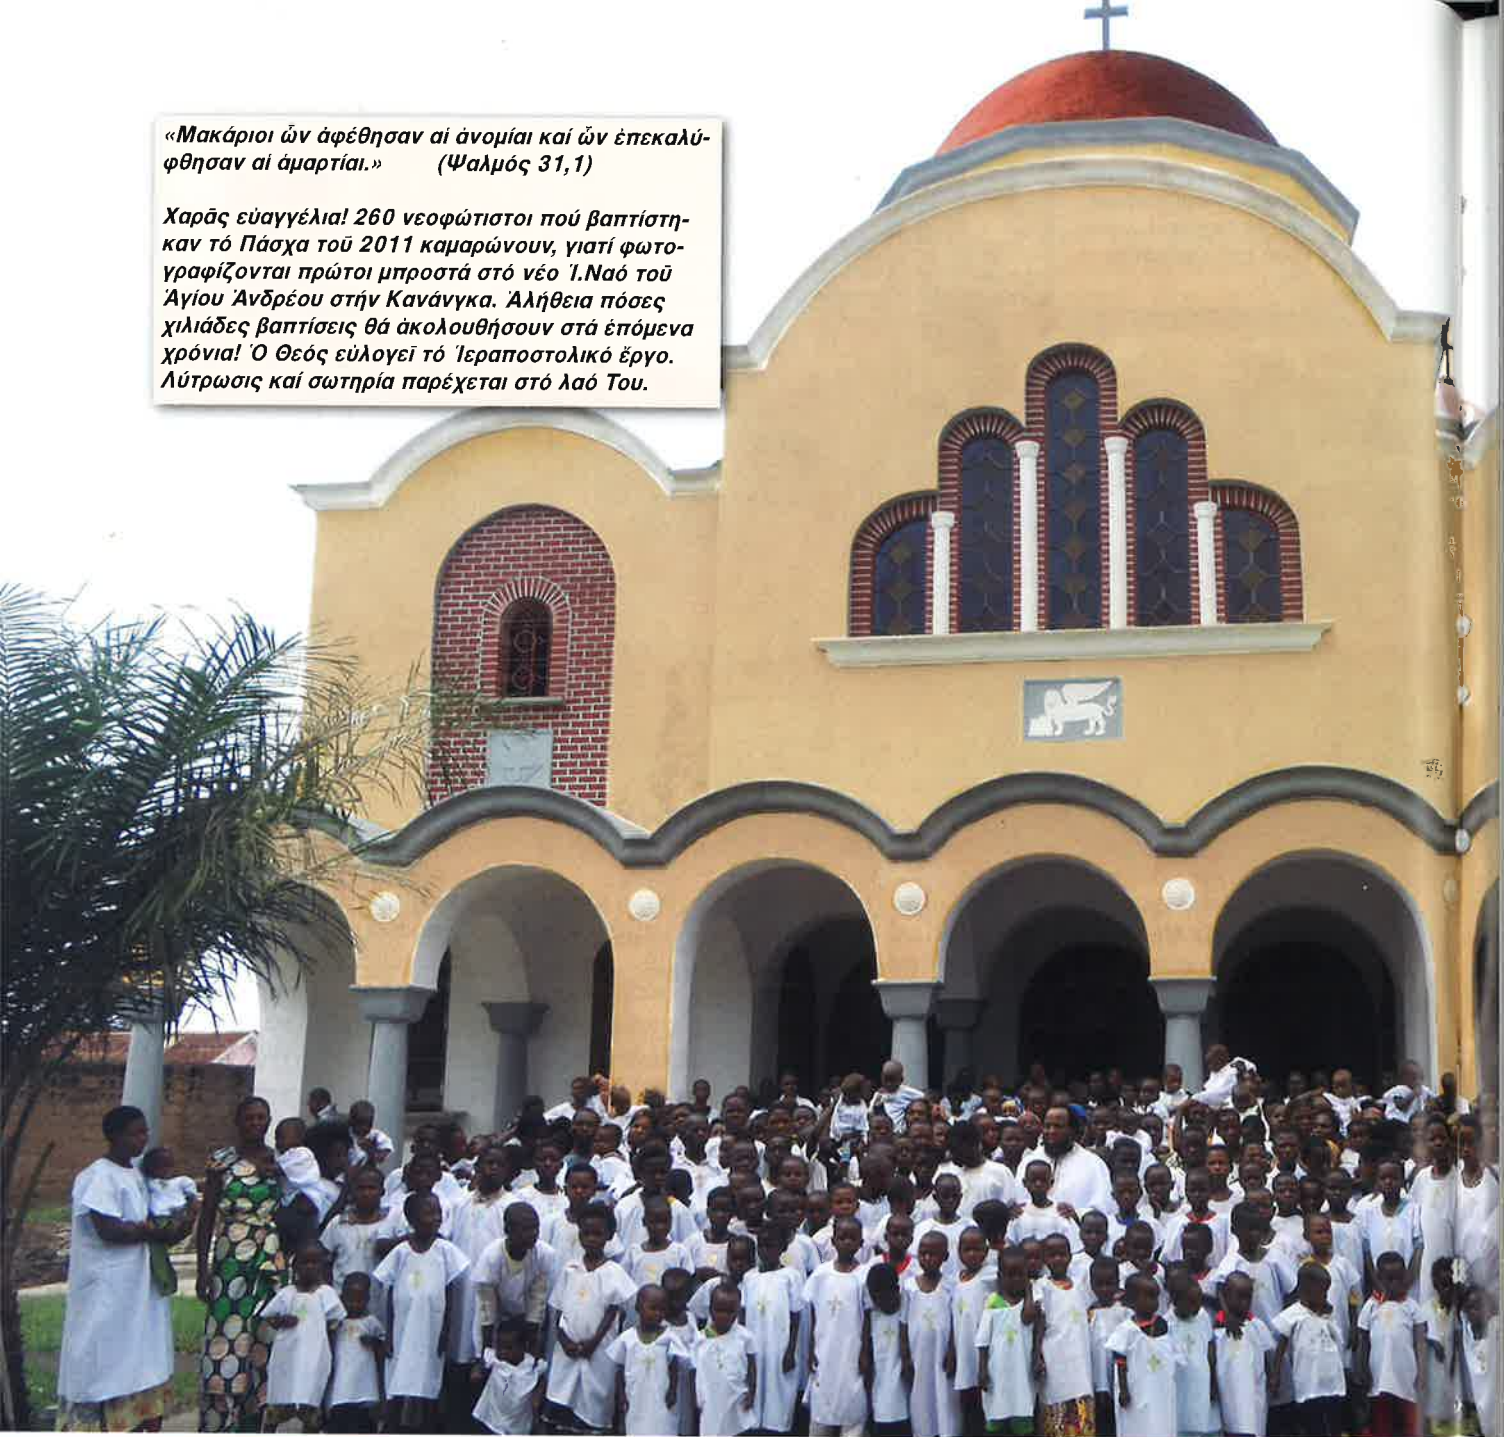 «Μακάριοι ὧν ἀφέθησαν αἱ ἀνομίαι καί ὧν ἐπεκαλύ-
φθησαν αἱ ἁμαρτίαι.» (Ψαλμός 31,1)
Χαρᾶς εὐαγγέλια! 260 νεοφώτιστοι πού βαπτίστη-
καν τό Πάσχα τοῦ 2011 καμαρώνουν, γιατί φωτο-
γραφίζονται πρῶτοι μπροστά στό νέο Ἱ.Ναό τοῦ
Ἁγίου Ἀνδρέου στήν Κανάνγκα. Ἀλήθεια πόσες
χιλιάδες βαπτίσεις θά ἀκολουθήσουν στά ἑπόμενα
χρόνια! Ὁ Θεός εὐλογεῖ τό Ἱεραποστολικό ἔργο.
Λύτρωσις καί σωτηρία παρέχεται στό λαό Του.